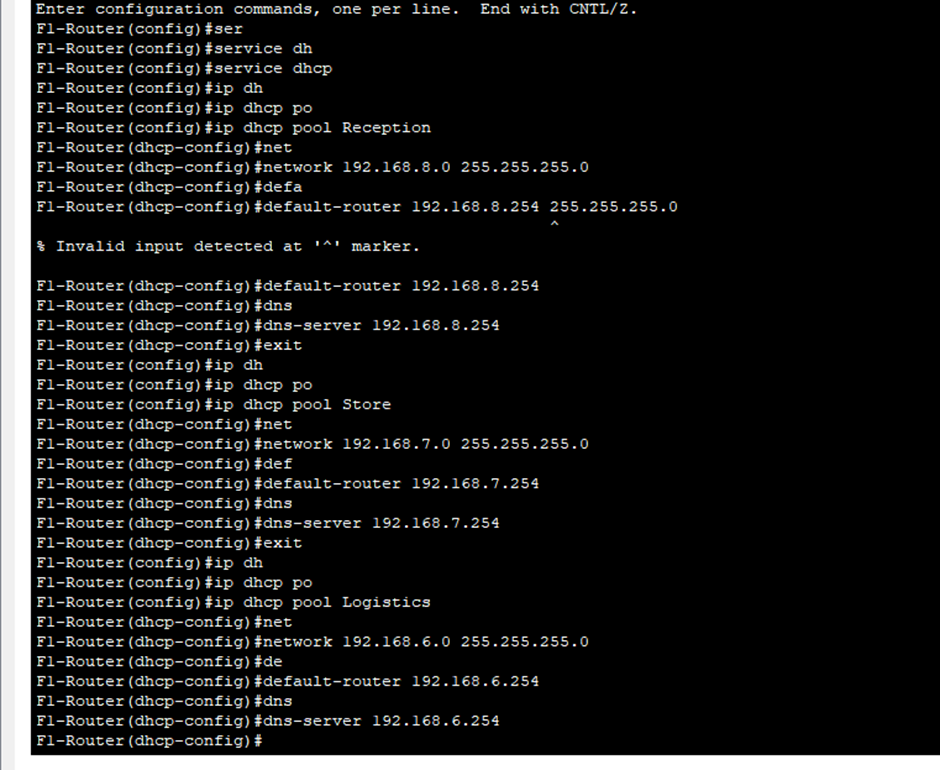 Enter configuration commands, one per line.  End with CNTL/Z.
F1-Router(config)#ser
F1-Router(config)#service dh
F1-Router(config)#service dhcp
F1-Router(config)#ip dh
F1-Router(config)#ip dhcp po
F1-Router(config)#ip dhcp pool Reception
F1-Router(dhcp-config)#net
F1-Router(dhcp-config)#network 192.168.8.0 255.255.255.0
F1-Router(dhcp-config)#defa
F1-Router(dhcp-config)#default-router 192.168.8.254 255.255.255.0
^
% Invalid input detected at '^' marker.
F1-Router(dhcp-config)#default-router 192.168.8.254
F1-Router(dhcp-config)#dns
F1-Router(dhcp-config)#dns-server 192.168.8.254
F1-Router(dhcp-config)#exit
F1-Router(config)#ip dh
F1-Router(config)#ip dhcp po
F1-Router(config)#ip dhcp pool Store
F1-Router(dhcp-config)#net
F1-Router(dhcp-config)#network 192.168.7.0 255.255.255.0
F1-Router(dhcp-config)#def
F1-Router(dhcp-config)#default-router 192.168.7.254
F1-Router(dhcp-config)#dns
F1-Router(dhcp-config)#dns-server 192.168.7.254
F1-Router(dhcp-config)#exit
F1-Router(config)#ip dh
F1-Router(config)#ip dhcp po
F1-Router(config)#ip dhcp pool Logistics
F1-Router(dhcp-config)#net
F1-Router(dhcp-config)#network 192.168.6.0 255.255.255.0
F1-Router(dhcp-config)#de
F1-Router(dhcp-config)#default-router 192.168.6.254
F1-Router(dhcp-config)#dns
F1-Router(dhcp-config)#dns-server 192.168.6.254
F1-Router(dhcp-config)#